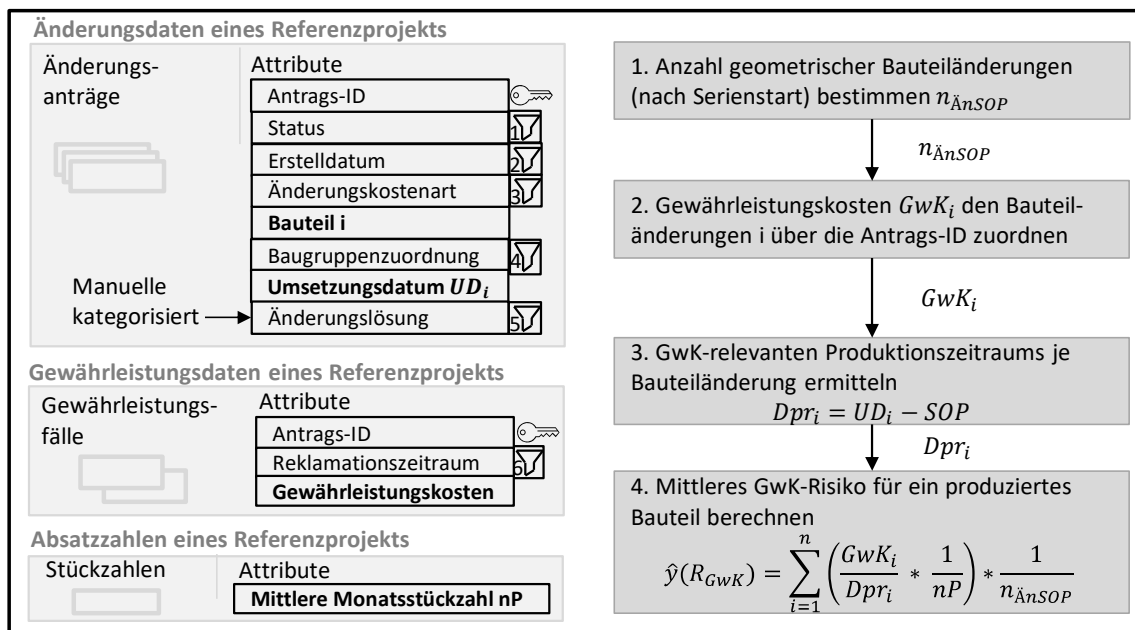 Änderungsdaten eines Referenzprojekts
Änderungs-
anträge
Attribute
Antrags-ID
Status
1
Erstelldatum
2
Änderungskostenart
3
Bauteil i
Baugruppenzuordnung
4
Umsetzungsdatum UD_i
Manuelle
kategorisiert
Änderungslösung
5
Gewährleistungsdaten eines Referenzprojekts
Gewährleistungs-
fälle
Attribute
Antrags-ID
Reklamationszeitraum
6
Gewährleistungskosten
Absatzzahlen eines Referenzprojekts
Stückzahlen
Attribute
Mittlere Monatsstückzahl nP
1. Anzahl geometrischer Bauteiländerungen
(nach Serienstart) bestimmen n_ÄnSOP
n_ÄnSOP
2. Gewährleistungskosten GwK_i den Bauteil-
änderungen i über die Antrags-ID zuordnen
GwK_i
3. GwK-relevanten Produktionszeitraums je
Bauteiländerung ermitteln
Dpr_i = UD_i − SOP
Dpr_i
4. Mittleres GwK-Risiko für ein produziertes
Bauteil berechnen
ŷ(R_GwK) = ∑_{i=1}^{n} (GwK_i / Dpr_i * 1 / nP) * 1 / n_ÄnSOP